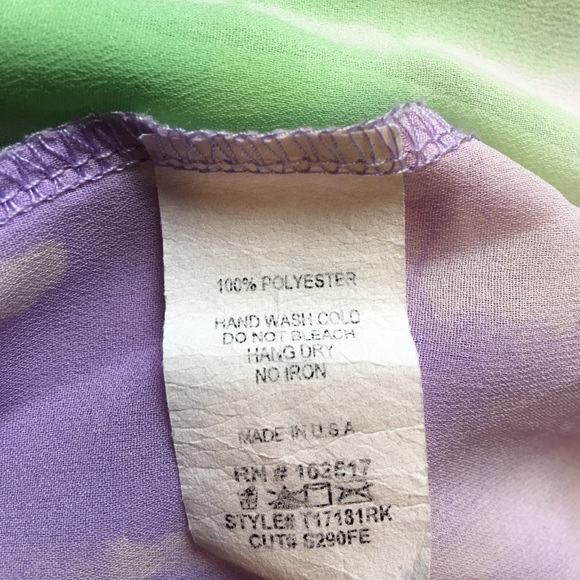 100% POLYESTER
HAND WASH COLD
DO NOT BLEACH
HANG DRY
NO IRON
MADE IN U.S.A
RN #
STYLE# T17181RK
CUT# S290FE